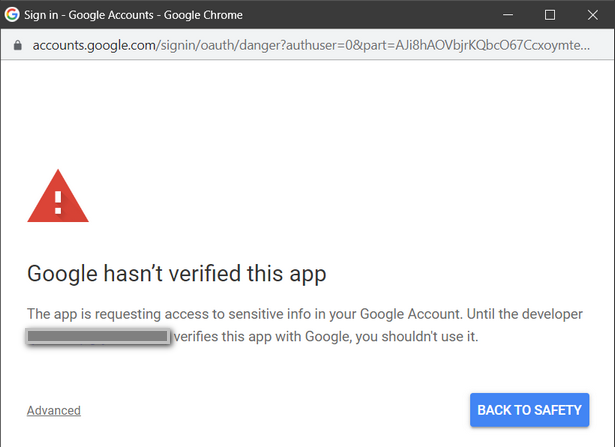 Sign in - Google Accounts - Google Chrome
accounts.google.com/signin/oauth/danger?authuser=0&part=AJi8hAOVbjrKQbcO67Ccxoymte...
Google hasn’t verified this app
The app is requesting access to sensitive info in your Google Account. Until the developer
verifies this app with Google, you shouldn't use it.
Advanced
BACK TO SAFETY